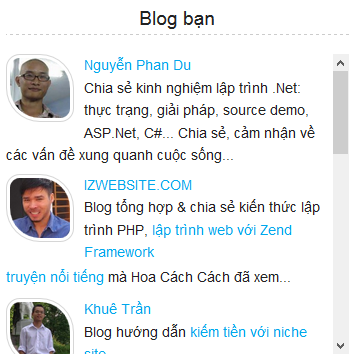 Blog bạn
Nguyễn Phan Du
Chia sẻ kinh nghiệm lập trình .Net:
thực trạng, giải pháp, source demo,
ASP.Net, C#... Chia sẻ, cảm nhận về
các vấn đề xung quanh cuộc sống...
IZWEBSITE.COM
Blog tổng hợp & chia sẻ kiến thức lập
trình PHP, lập trình web với Zend
Framework
truyện nổi tiếng mà Hoa Cách Cách đã xem...
Khuê Trần
Blog hướng dẫn kiếm tiền với niche
site